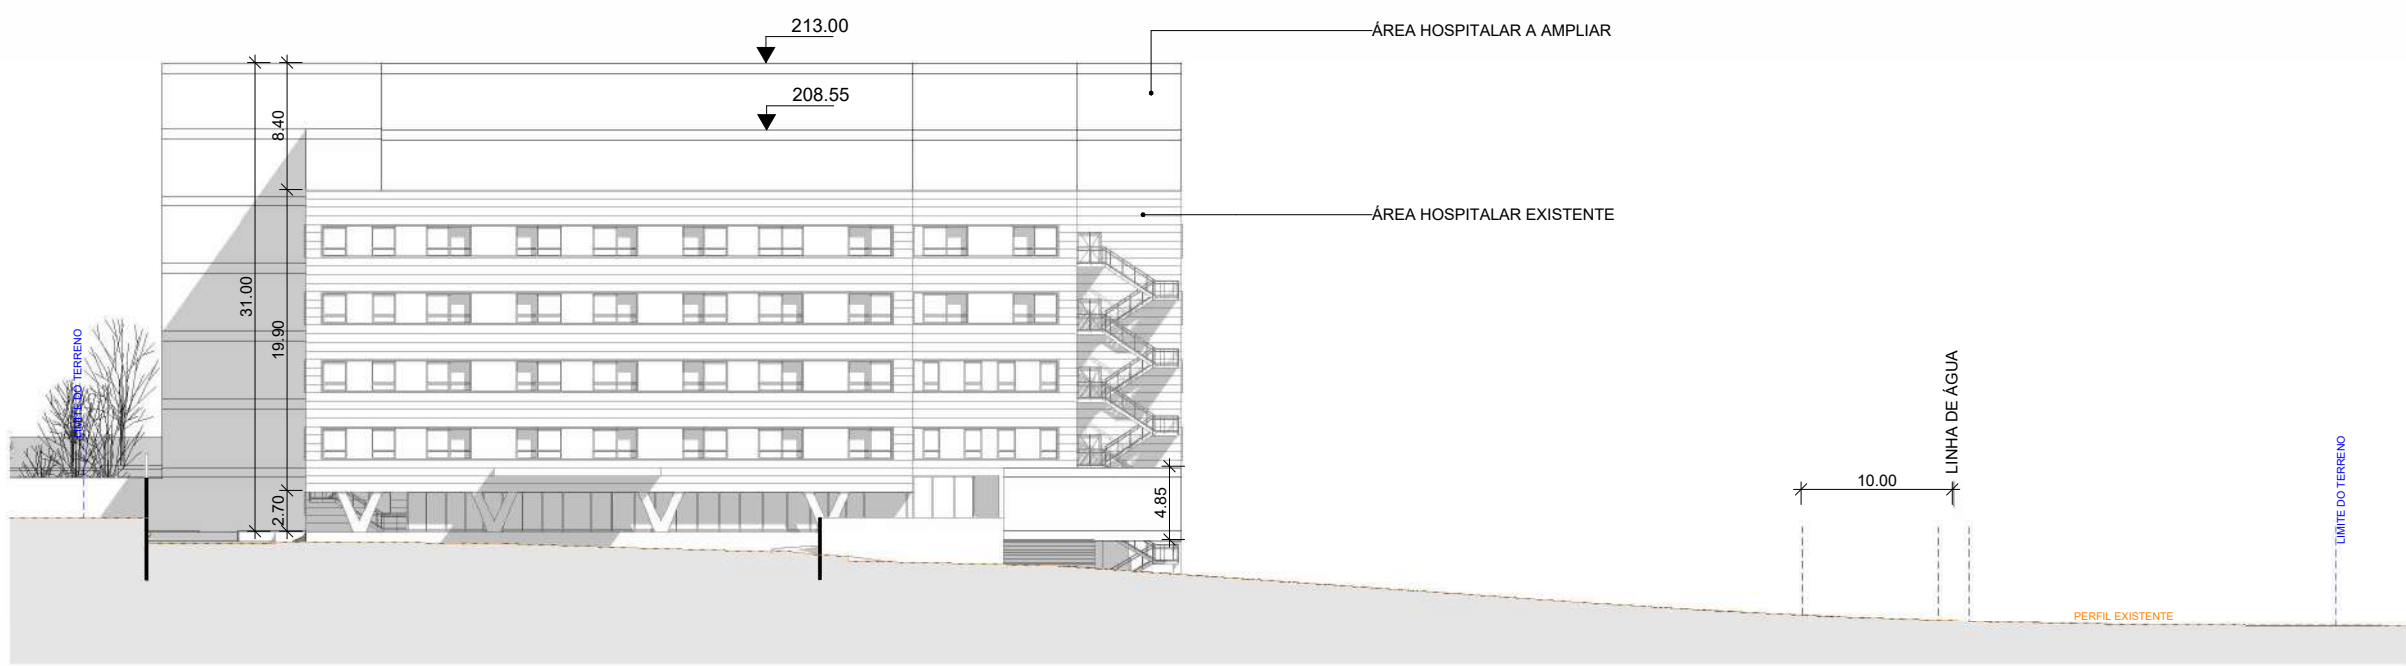 213.00
ÁREA HOSPITALAR A AMPLIAR
208.55
8.40
ÁREA HOSPITALAR EXISTENTE
31.00
19.90
LIMITE DO TERRENO
LINHA DE ÁGUA
10.00
4.85
2.70
LIMITE DO TERRENO
PERFIL EXISTENTE